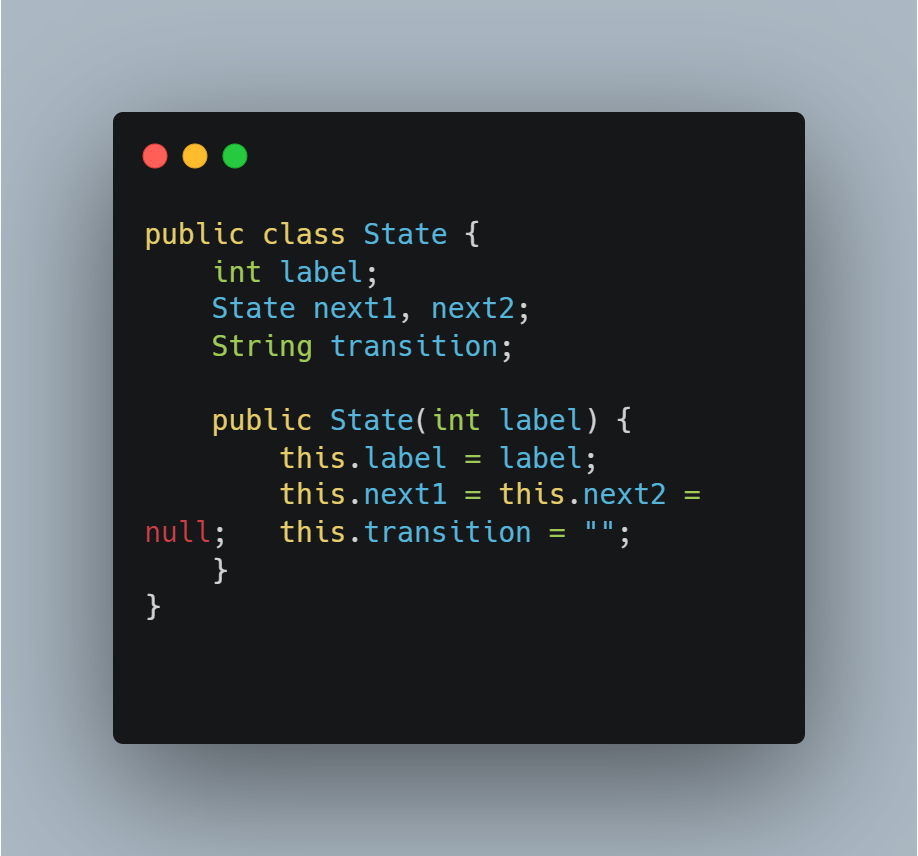 public class State {
    int label;
    State next1, next2;
    String transition;

    public State(int label) {
        this.label = label;
        this.next1 = this.next2 =
null;   this.transition = "";
    }
}